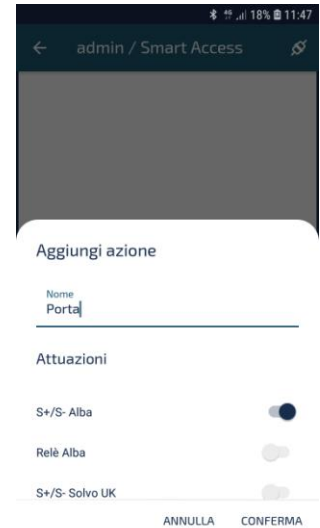 18% 11:47
admin / Smart Access
Aggiungi azione
Nome
Porta
Attuazioni
S+/S- Alba
Relè Alba
S+/S- Solvo UK
ANNULLA CONFERMA